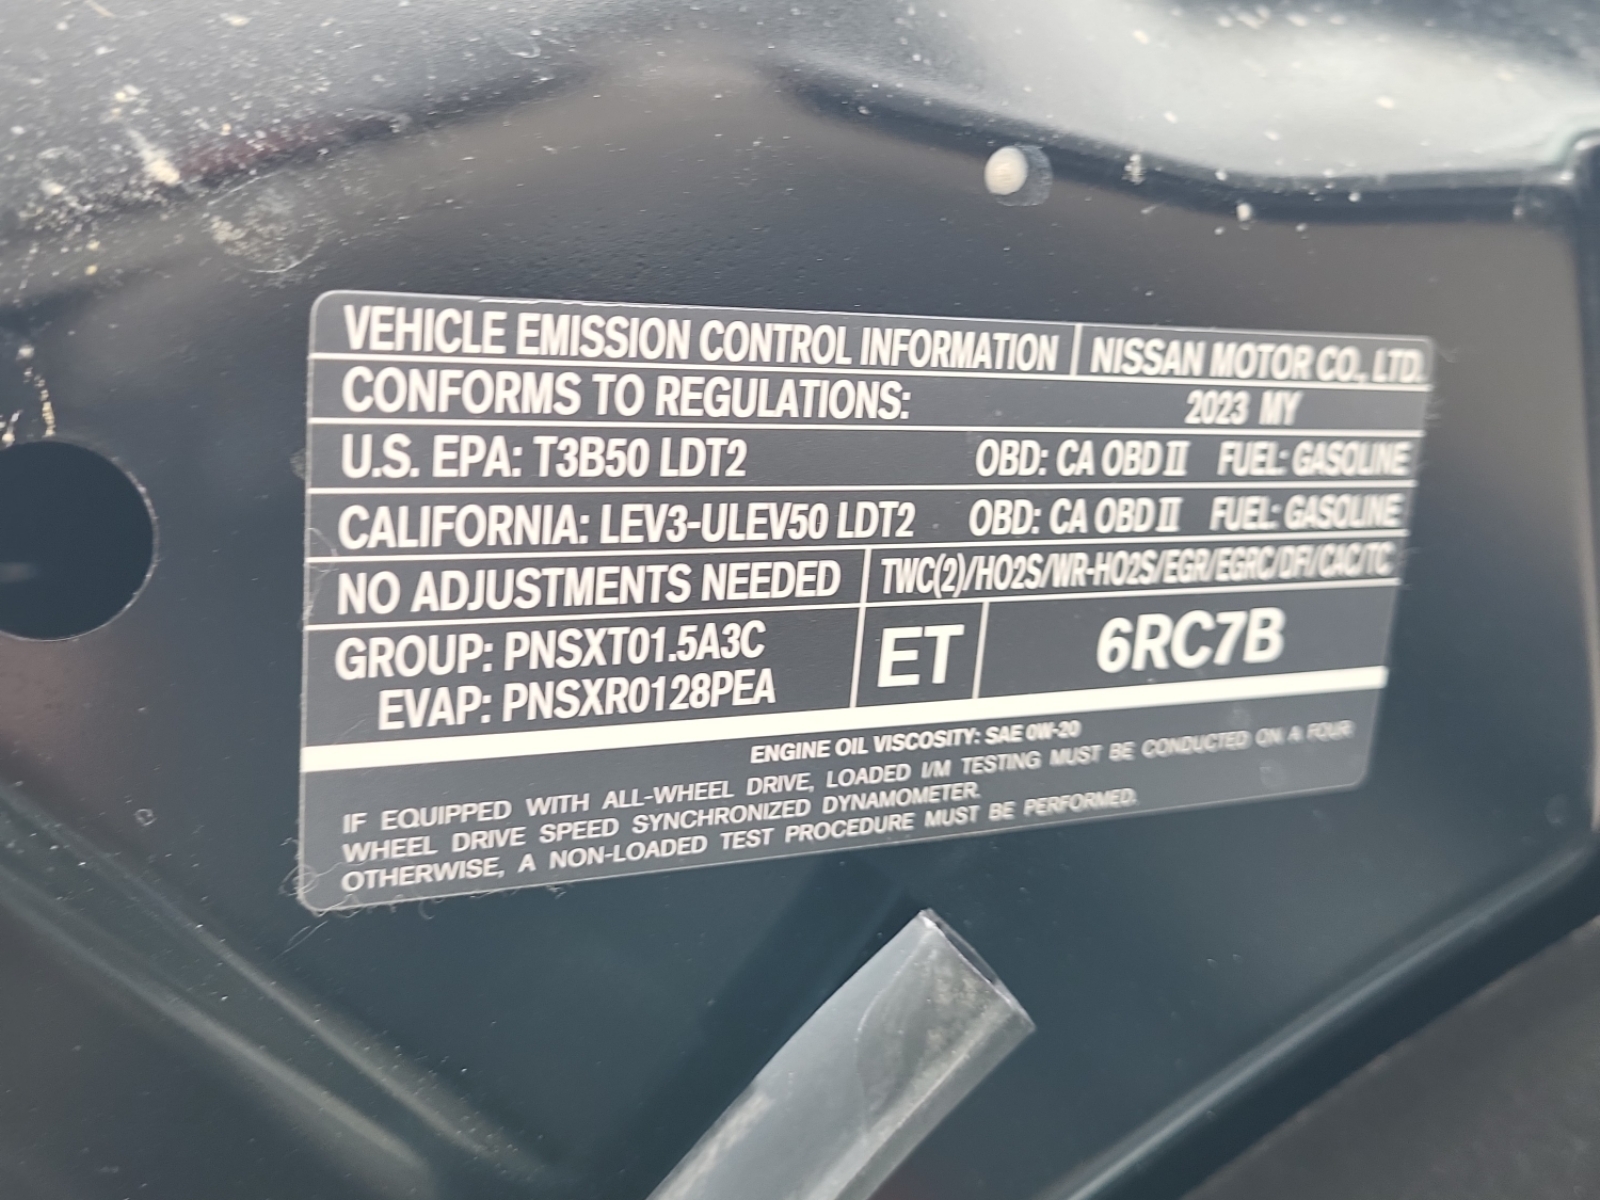 VEHICLE EMISSION CONTROL INFORMATION NISSAN MOTOR CO., LTD.
CONFORMS TO REGULATIONS: 2023 MY
U.S. EPA: T3B50 LDT2 OBD: CA OBD II FUEL: GASOLINE
CALIFORNIA: LEV3-ULEV50 LDT2 OBD: CA OBD II FUEL: GASOLINE
NO ADJUSTMENTS NEEDED TWC(2)/HO2S/WR-HO2S/EGR/EGRC/DFI/CAC/TC
GROUP: PNSXT01.5A3C
EVAP: PNSXR0128PEA
ET 6RC7B
ENGINE OIL VISCOSITY: SAE 0W-20
IF EQUIPPED WITH ALL-WHEEL DRIVE, LOADED I/M TESTING MUST BE CONDUCTED ON A FOUR
WHEEL DRIVE SPEED SYNCHRONIZED DYNAMOMETER.
OTHERWISE, A NON-LOADED TEST PROCEDURE MUST BE PERFORMED.